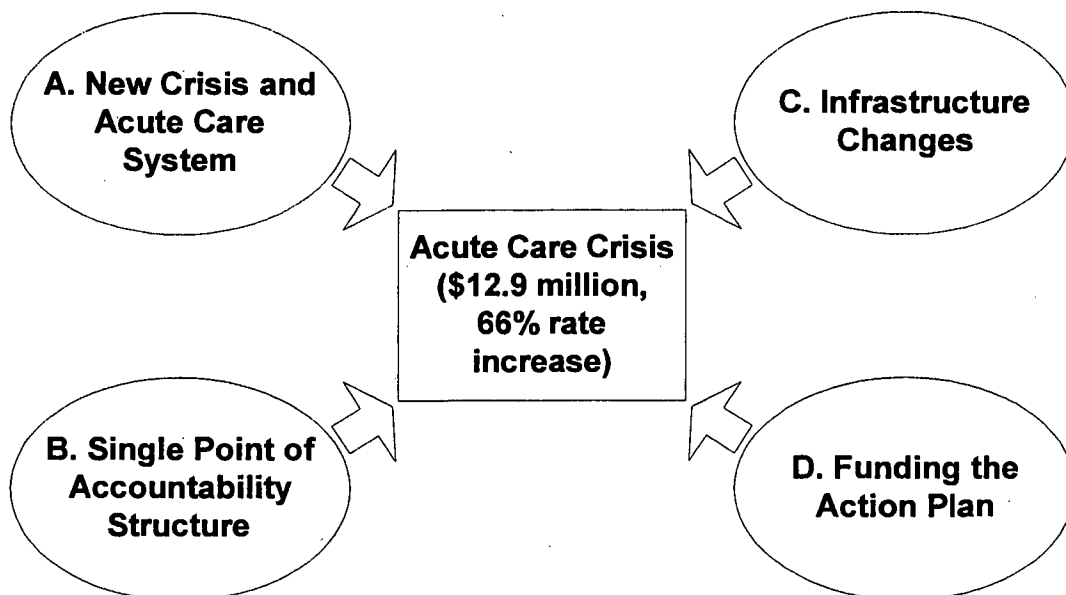 A. New Crisis and
Acute Care
System
C. Infrastructure
Changes
Acute Care Crisis
($12.9 million,
66% rate
increase)
B. Single Point of
Accountability
Structure
D. Funding the
Action Plan